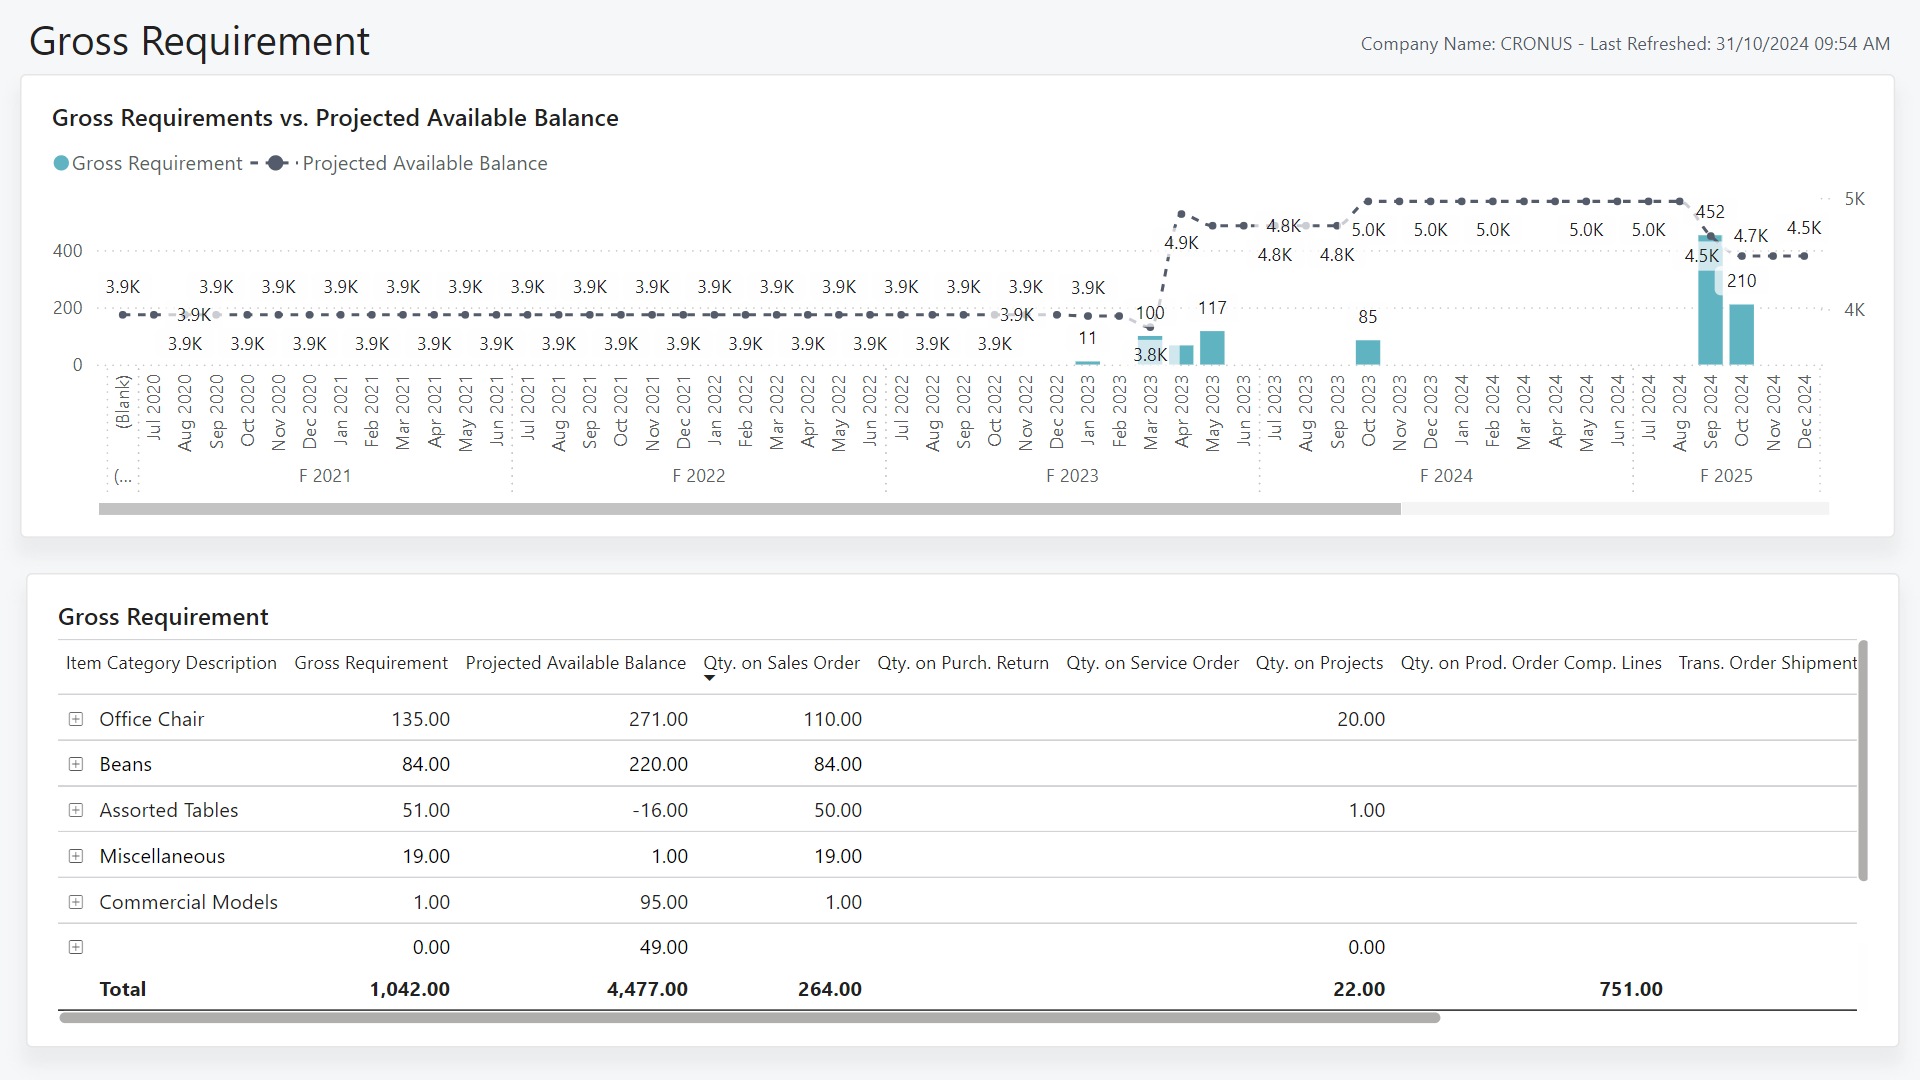 Gross Requirement
Company Name: CRONUS - Last Refreshed: 31/10/2024 09:54 AM
Gross Requirements vs. Projected Available Balance
Gross Requirement Projected Available Balance
5K
452
4.8K 5.0K 5.0K 5.0K 5.0K 5.0K 4.7K 4.5K
4.9K
400 4.8K 4.8K 4.5K
3.9K 3.9K 3.9K 3.9K 3.9K 3.9K 3.9K 3.9K 3.9K 3.9K 3.9K 3.9K 3.9K 3.9K 3.9K 3.9K 210
200 3.9K 3.9K 100 117 85 4K
3.9K 3.9K 3.9K 3.9K 3.9K 3.9K 3.9K 3.9K 3.9K 3.9K 3.9K 3.9K 3.9K 3.9K 11 3.8K
0
(Blank) Jul 2020 Aug 2020 Sep 2020 Oct 2020 Nov 2020 Dec 2020 Jan 2021 Feb 2021 Mar 2021 Apr 2021 May 2021 Jun 2021 Jul 2021 Aug 2021 Sep 2021 Oct 2021 Nov 2021 Dec 2021 Jan 2022 Feb 2022 Mar 2022 Apr 2022 May 2022 Jun 2022 Jul 2022 Aug 2022 Sep 2022 Oct 2022 Nov 2022 Dec 2022 Jan 2023 Feb 2023 Mar 2023 Apr 2023 May 2023 Jun 2023 Jul 2023 Aug 2023 Sep 2023 Oct 2023 Nov 2023 Dec 2023 Jan 2024 Feb 2024 Mar 2024 Apr 2024 May 2024 Jun 2024 Jul 2024 Aug 2024 Sep 2024 Oct 2024 Nov 2024 Dec 2024
(... F 2021 F 2022 F 2023 F 2024 F 2025
Gross Requirement
Item Category Description Gross Requirement Projected Available Balance Qty. on Sales Order Qty. on Purch. Return Qty. on Service Order Qty. on Projects Qty. on Prod. Order Comp. Lines Trans. Order Shipment
Office Chair 135.00 271.00 110.00 20.00
Beans 84.00 220.00 84.00
Assorted Tables 51.00 -16.00 50.00 1.00
Miscellaneous 19.00 1.00 19.00
Commercial Models 1.00 95.00 1.00
0.00 49.00 0.00
Total 1,042.00 4,477.00 264.00 22.00 751.00